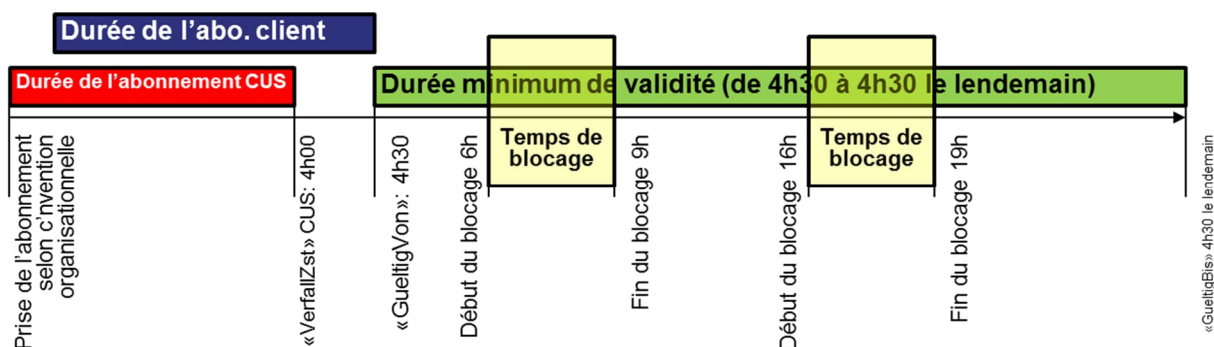 Durée de l'abo. client
Durée de l'abonnement CUS
Durée minimum de validité (de 4h30 à 4h30 le lendemain)
Temps de
blocage
Temps de
blocage
Prise de l'abonnement
selon c'nvention
organisationnelle
«VerfallZst» CUS: 4h00
«GueltigVon»: 4h30
Début du blocage 6h
Fin du blocage 9h
Début du blocage 16h
Fin du blocage 19h
«GueltigBis» 4h30 le lendemain